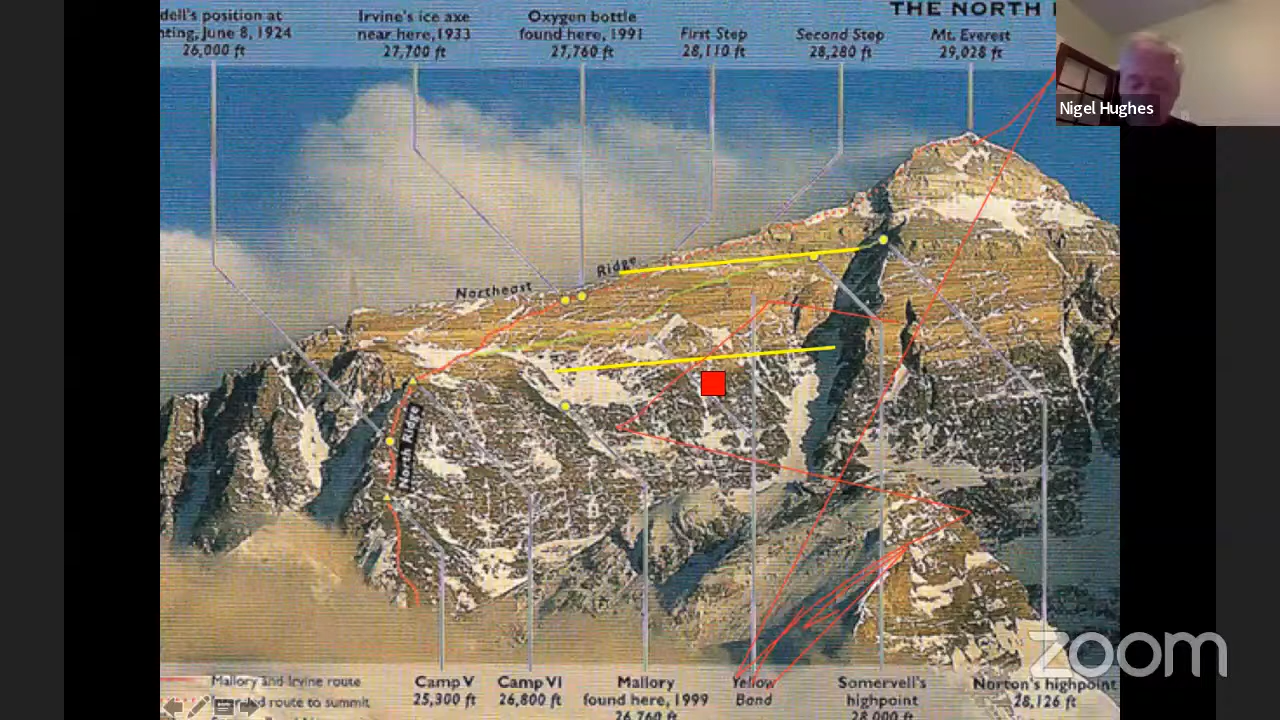 THE NORTH
dell's position at
ting, June 8, 1924
26,000 ft
Irvine's ice axe
near here, 1933
27,700 ft
Oxygen bottle
found here, 1991
27,760 ft
First Step
28,110 ft
Second Step
28,280 ft
Mt. Everest
29,028 ft
Nigel Hughes
Northeast Ridge
North Ridge
zoom
Mallory and Irvine route
route to summit
Camp V
25,300 ft
Camp VI
26,800 ft
Mallory
found here, 1999
26,760 ft
Yellow
Band
Somervell's
highpoint
28,000 ft
Norton's highpoint
28,126 ft